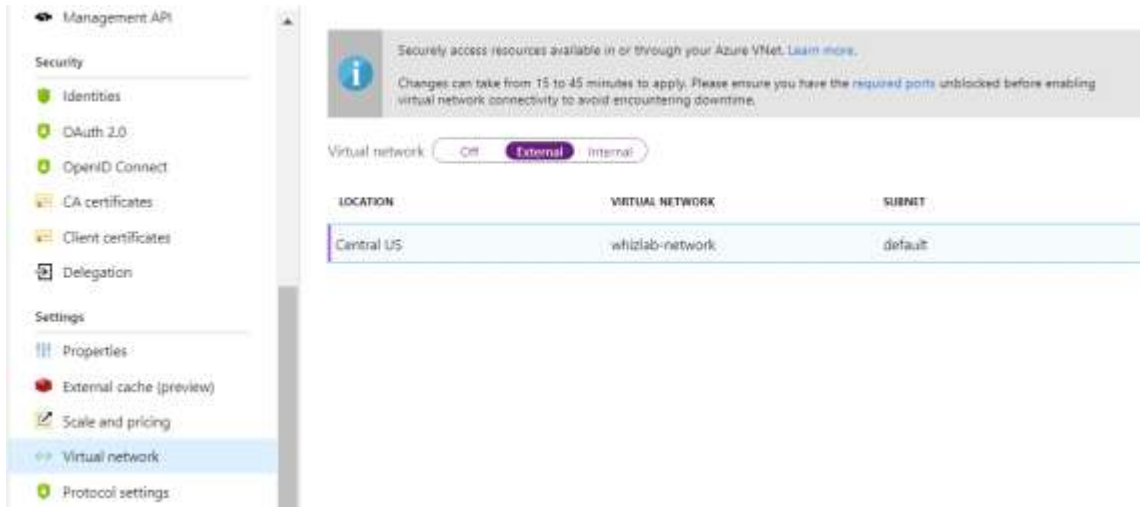 Management API
Security
Identities
OAuth 2.0
OpenID Connect
CA certificates
Client certificates
Delegation
Settings
Properties
External cache (preview)
Scale and pricing
Virtual network
Protocol settings
Securely access resources available in or through your Azure VNet. Learn more.
Changes can take from 15 to 45 minutes to apply. Please ensure you have the required ports unblocked before enabling
virtual network connectivity to avoid encountering downtime.
Virtual network Off External Internal
LOCATION VIRTUAL NETWORK SUBNET
Central US whizlab-network default